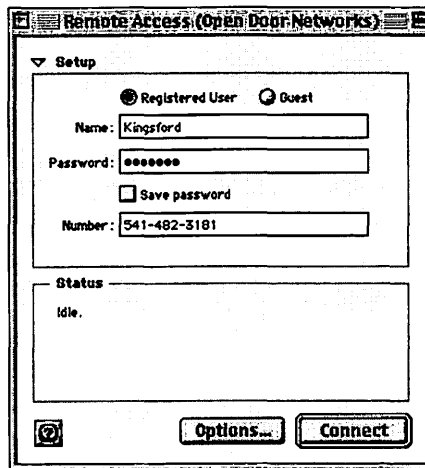 Remote Access (Open Door Networks)
Setup
Registered User Guest
Name: Kingsford
Password: •••••••
Save password
Number: 541-482-3181
Status
Idle.
?
Options... Connect